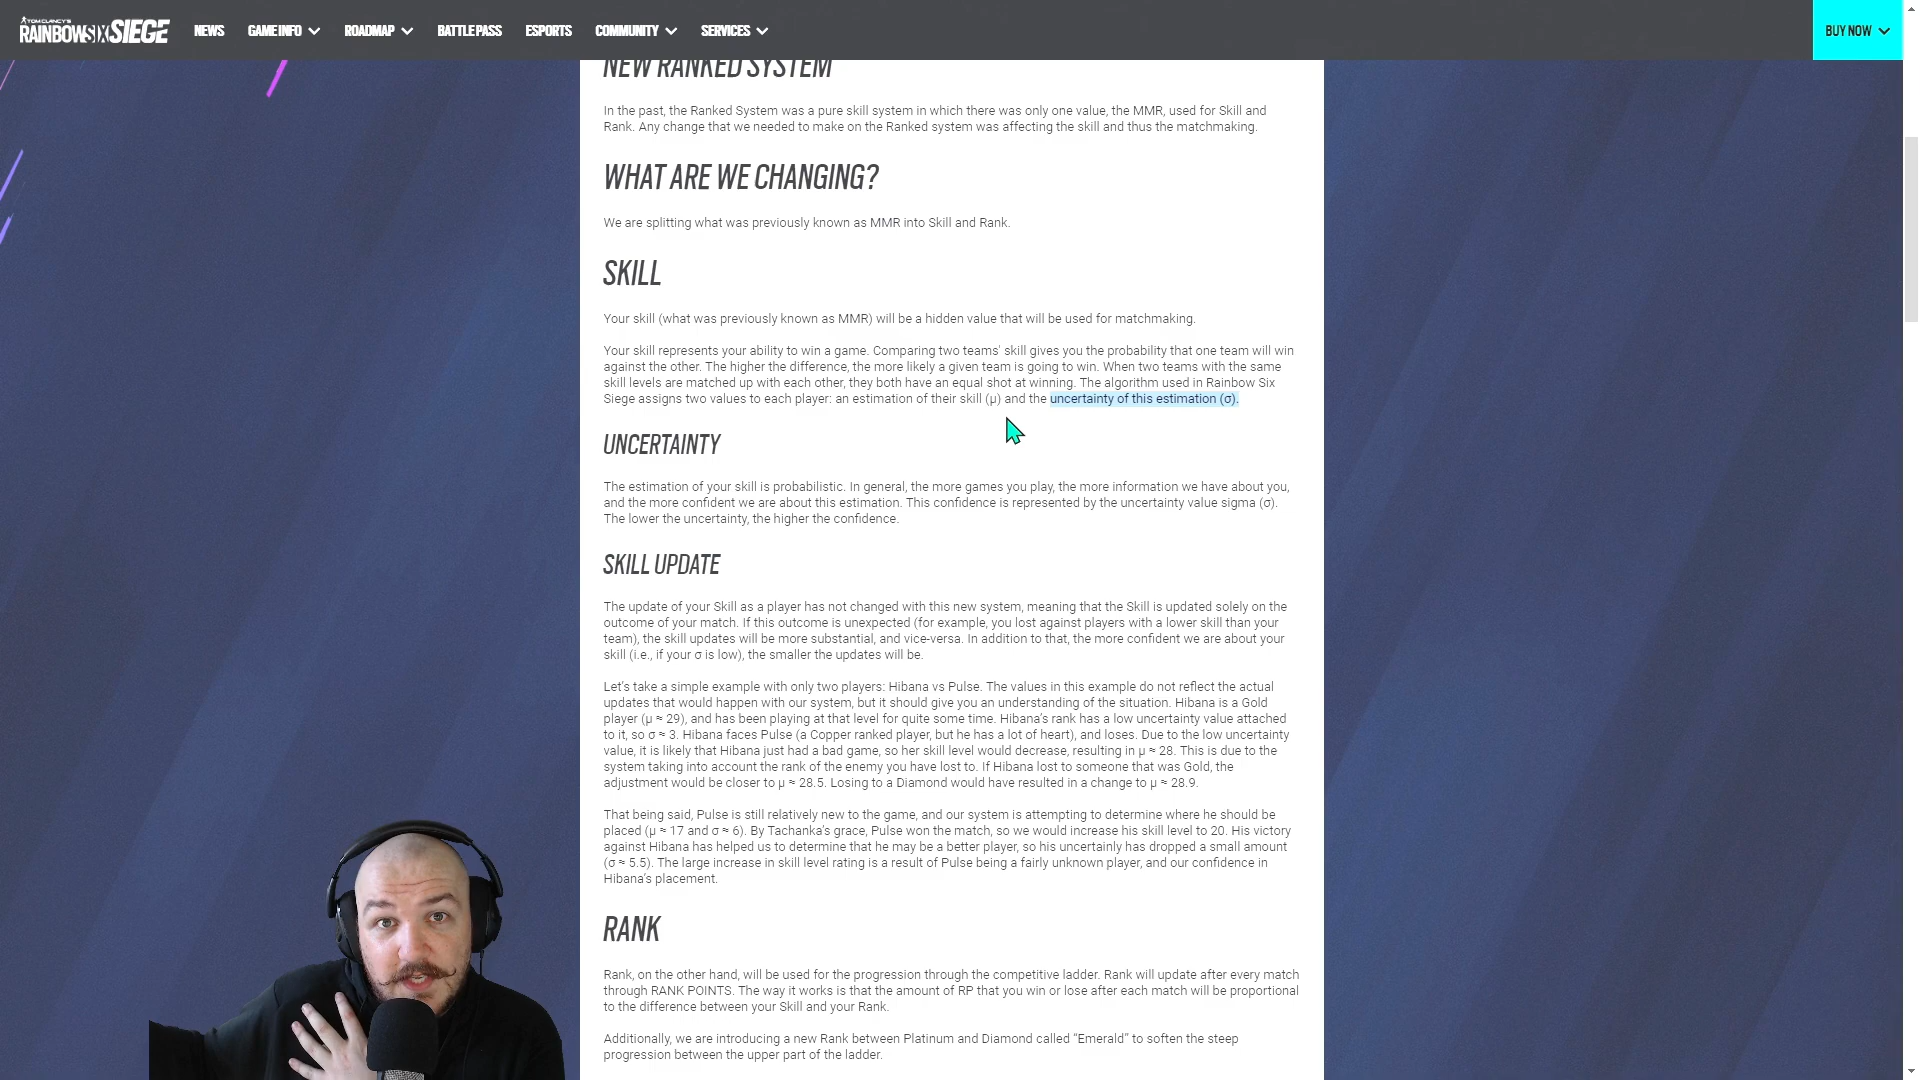 TOM CLANCY'S
RAINBOWSIX SIEGE NEWS GAME INFO ROADMAP BATTLE PASS ESPORTS COMMUNITY SERVICES BUY NOW
NEW RANKED SYSTEM
In the past, the Ranked System was a pure skill system in which there was only one value, the MMR, used for Skill and
Rank. Any change that we needed to make on the Ranked system was affecting the skill and thus the matchmaking.
WHAT ARE WE CHANGING?
We are splitting what was previously known as MMR into Skill and Rank.
SKILL
Your skill (what was previously known as MMR) will be a hidden value that will be used for matchmaking.
Your skill represents your ability to win a game. Comparing two teams' skill gives you the probability that one team will win
against the other. The higher the difference, the more likely a given team is going to win. When two teams with the same
skill levels are matched up with each other, they both have an equal shot at winning. The algorithm used in Rainbow Six
Siege assigns two values to each player: an estimation of their skill (μ) and the uncertainty of this estimation (σ).
UNCERTAINTY
The estimation of your skill is probabilistic. In general, the more games you play, the more information we have about you,
and the more confident we are about this estimation. This confidence is represented by the uncertainty value sigma (σ).
The lower the uncertainty, the higher the confidence.
SKILL UPDATE
The update of your Skill as a player has not changed with this new system, meaning that the Skill is updated solely on the
outcome of your match. If this outcome is unexpected (for example, you lost against players with a lower skill than your
team), the skill updates will be more substantial, and vice-versa. In addition to that, the more confident we are about your
skill (i.e., if your σ is low), the smaller the updates will be.
Let's take a simple example with only two players: Hibana vs Pulse. The values in this example do not reflect the actual
updates that would happen with our system, but it should give you an understanding of the situation. Hibana is a Gold
player (μ ≈ 29), and has been playing at that level for quite some time. Hibana's rank has a low uncertainty value attached
to it, so σ ≈ 3. Hibana faces Pulse (a Copper ranked player, but he has a lot of heart), and loses. Due to the low uncertainty
value, it is likely that Hibana just had a bad game, so her skill level would decrease, resulting in μ ≈ 28. This is due to the
system taking into account the rank of the enemy you have lost to. If Hibana lost to someone that was Gold, the
adjustment would be closer to μ ≈ 28.5. Losing to a Diamond would have resulted in a change to μ ≈ 28.9.
That being said, Pulse is still relatively new to the game, and our system is attempting to determine where he should be
placed (μ ≈ 17 and σ ≈ 6). By Tachanka's grace, Pulse won the match, so we would increase his skill level to 20. His victory
against Hibana has helped us to determine that he may be a better player, so his uncertainly has dropped a small amount
(σ ≈ 5.5). The large increase in skill level rating is a result of Pulse being a fairly unknown player, and our confidence in
Hibana's placement.
RANK
Rank, on the other hand, will be used for the progression through the competitive ladder. Rank will update after every match
through RANK POINTS. The way it works is that the amount of RP that you win or lose after each match will be proportional
to the difference between your Skill and your Rank.
Additionally, we are introducing a new Rank between Platinum and Diamond called “Emerald” to soften the steep
progression between the upper part of the ladder.